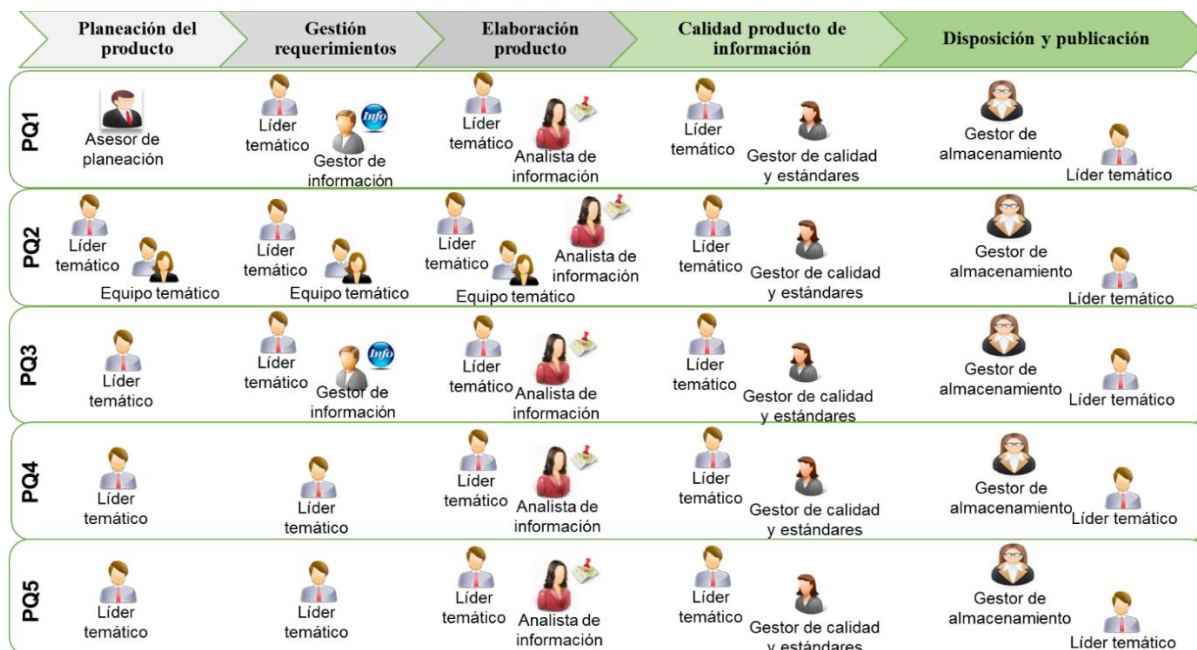 Planeación del
producto
Gestión
requerimientos
Elaboración
producto
Calidad producto de
información
Disposición y publicación
PQ1
Asesor de
planeación
Líder
temático
Info
Gestor de
información
Líder
temático
Analista de
información
Líder
temático
Gestor de calidad
y estándares
Gestor de
almacenamiento
Líder temático
PQ2
Líder
temático
Equipo temático
Líder
temático
Equipo temático
Líder
temático
Equipo temático
Analista de
información
Líder
temático
Gestor de calidad
y estándares
Gestor de
almacenamiento
Líder temático
PQ3
Líder
temático
Líder
temático
Info
Gestor de
información
Líder
temático
Analista de
información
Líder
temático
Gestor de calidad
y estándares
Gestor de
almacenamiento
Líder temático
PQ4
Líder
temático
Líder
temático
Líder
temático
Analista de
información
Líder
temático
Gestor de calidad
y estándares
Gestor de
almacenamiento
Líder temático
PQ5
Líder
temático
Líder
temático
Líder
temático
Analista de
información
Líder
temático
Gestor de calidad
y estándares
Gestor de
almacenamiento
Líder temático